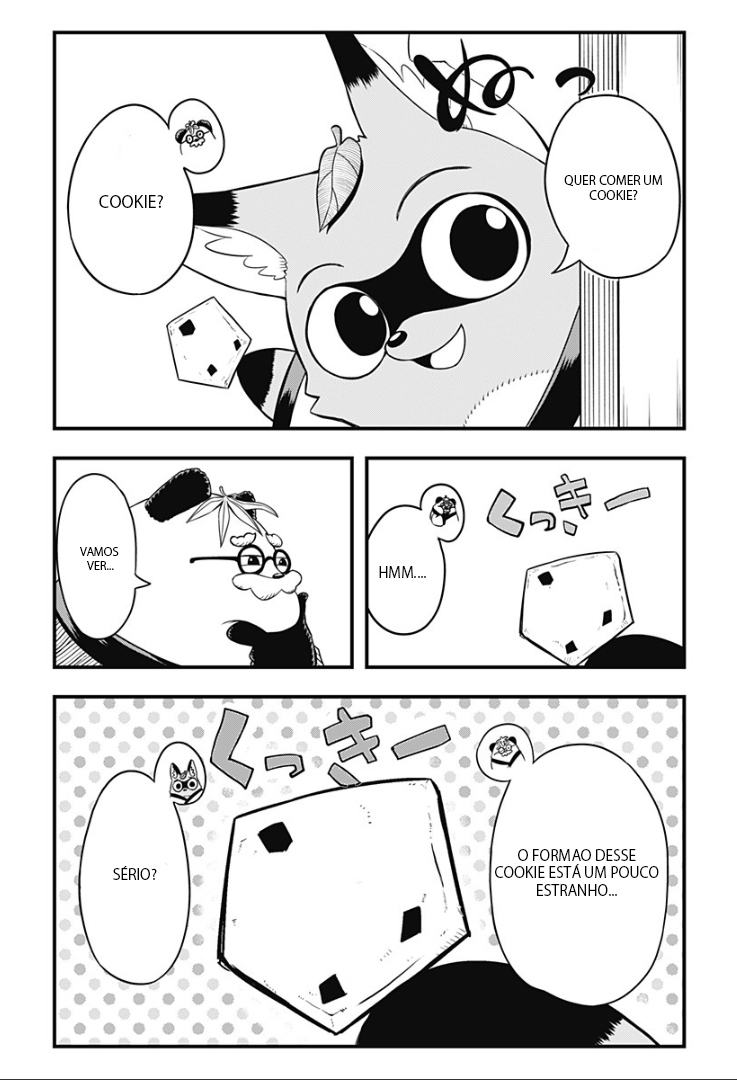 ぬっ
QUER COMER UM
COOKIE?
COOKIE?
くっきー
HMM....
VAMOS
VER...
くっきー
O FORMAO DESSE
COOKIE ESTÁ UM POUCO
ESTRANHO...
SÉRIO?